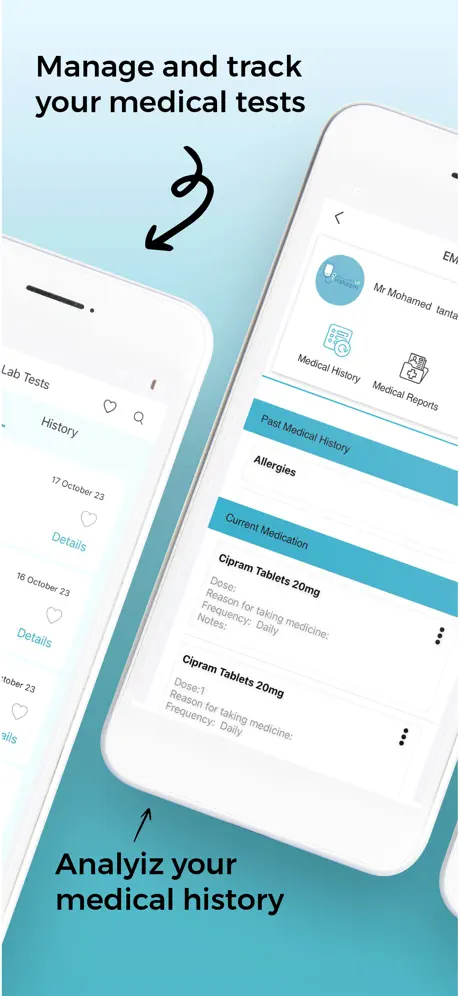 Manage and track
your medical tests
Lab Tests
History
17 October 23
Details
16 October 23
Details
EM
Mr Mohamed tanta
Medical History
Medical Reports
Past Medical History
Allergies
Current Medication
Cipram Tablets 20mg
Dose:
Reason for taking medicine:
Frequency: Daily
Notes:
Cipram Tablets 20mg
Dose:1
Reason for taking medicine:
Frequency: Daily
Analyiz your
medical history